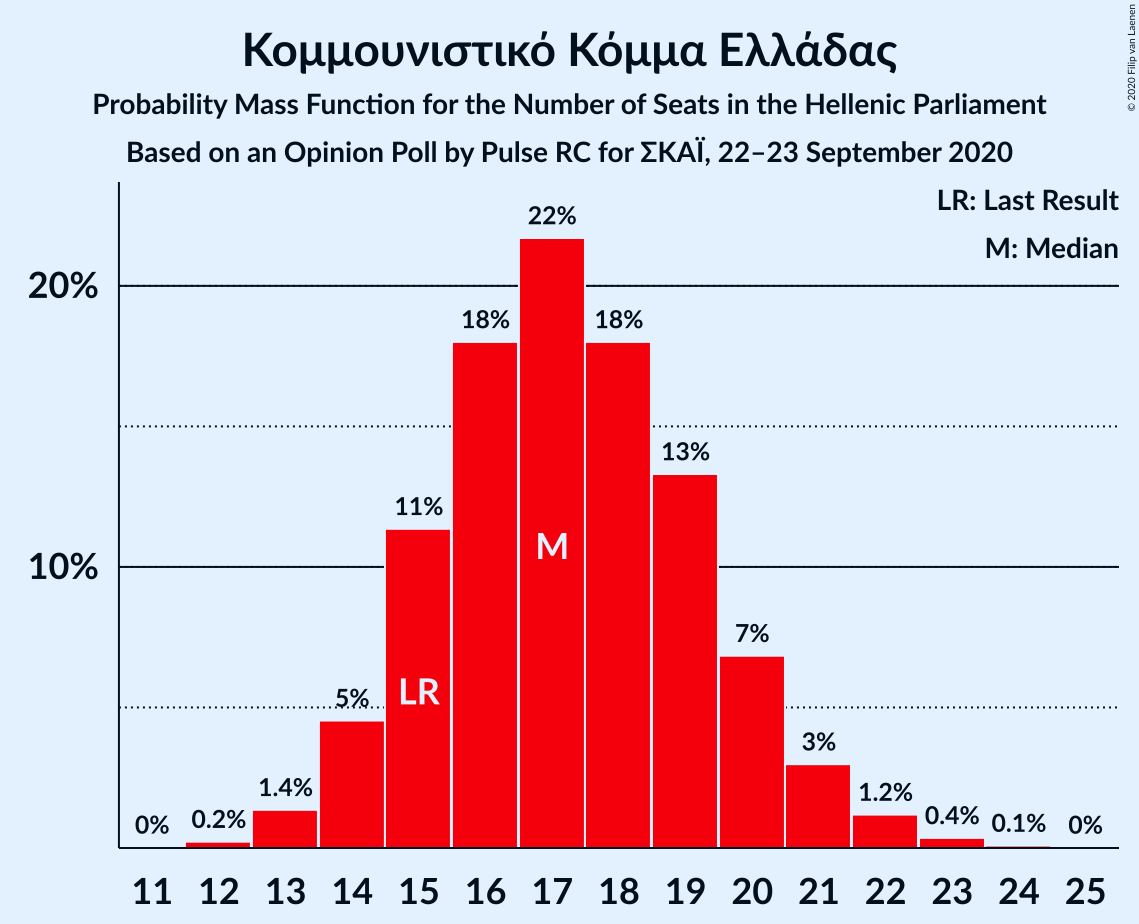 Κομμουνιστικό Κόμμα Ελλάδας
Probability Mass Function for the Number of Seats in the Hellenic Parliament
Based on an Opinion Poll by Pulse RC for ΣΚΑΪ, 22–23 September 2020
© 2020 Filip van Laenen
LR: Last Result
M: Median
20%
10%
0%
0.2%
1.4%
5%
11%
18%
22%
18%
13%
7%
3%
1.2%
0.4%
0.1%
0%
LR
M
11 12 13 14 15 16 17 18 19 20 21 22 23 24 25